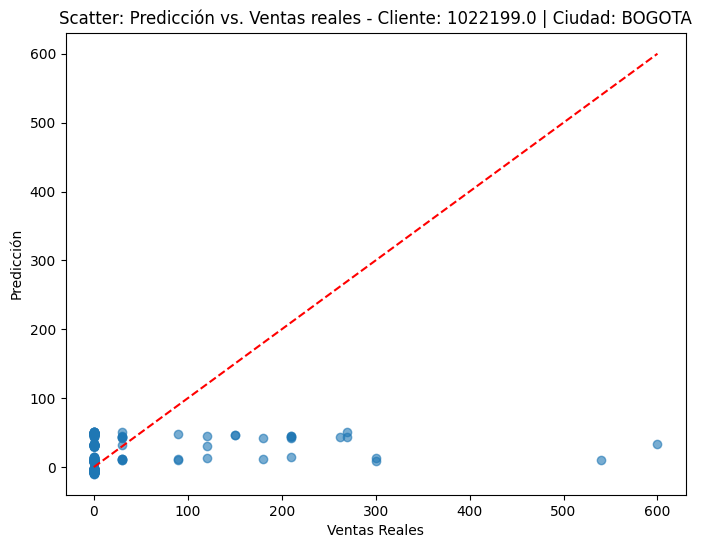 Scatter: Predicción vs. Ventas reales - Cliente: 1022199.0 | Ciudad: BOGOTA
600
500
400
300
200
100
0
Predicción
0 100 200 300 400 500 600
Ventas Reales